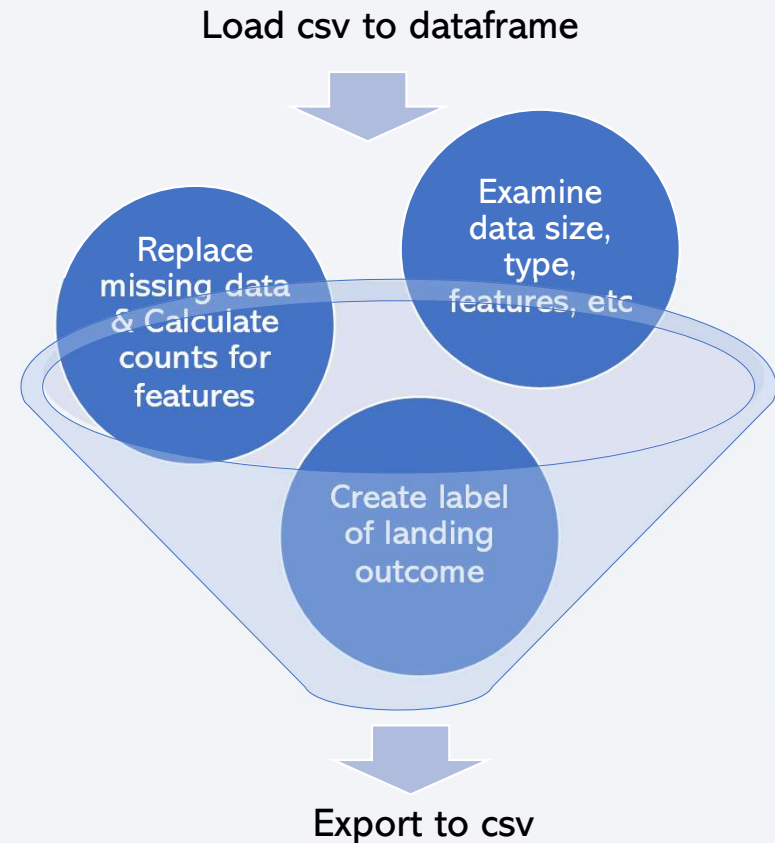 Load csv to dataframe
Examine
data size,
type,
features, etc
Replace
missing data
& Calculate
counts for
features
Create label
of landing
outcome
Export to csv